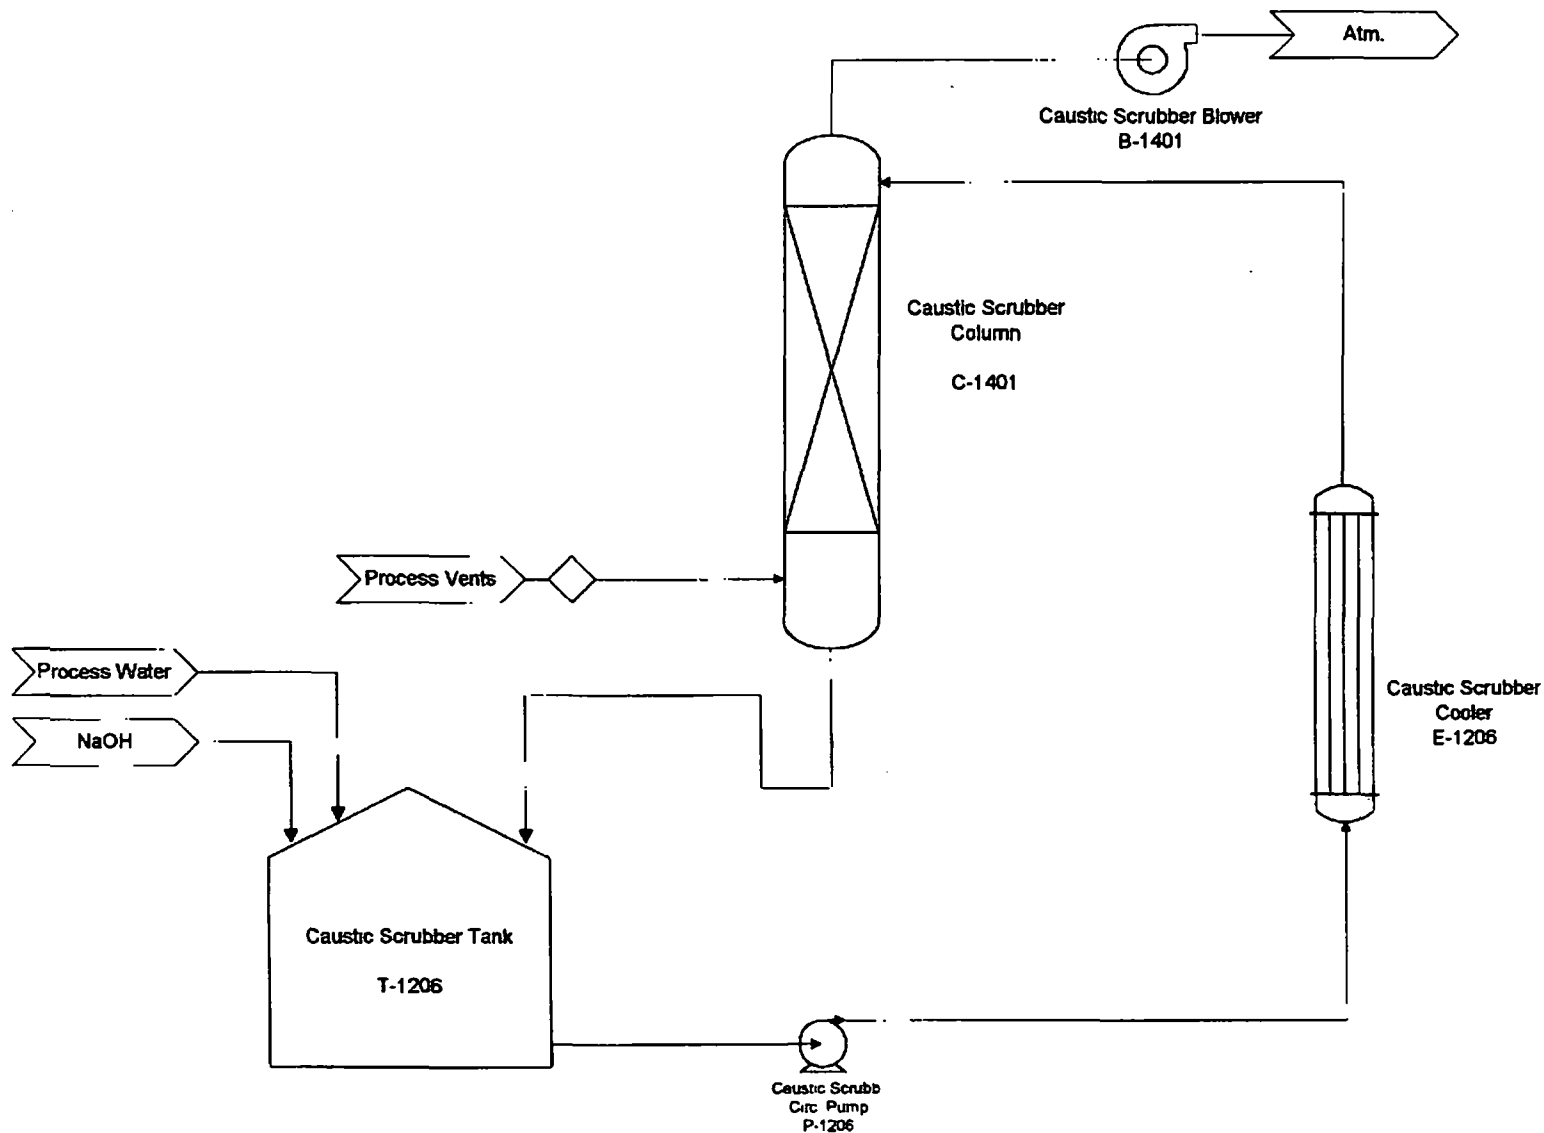 Atm.
Caustic Scrubber Blower
B-1401
Caustic Scrubber
Column
C-1401
Process Vents
Process Water
NaOH
Caustic Scrubber
Cooler
E-1206
Caustic Scrubber Tank
T-1206
Caustic Scrubb
Circ Pump
P-1206